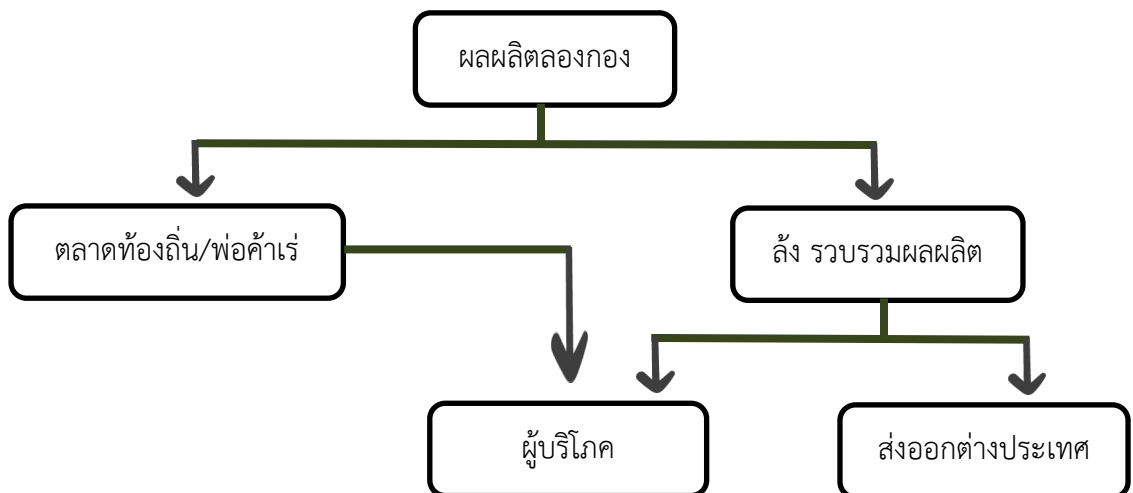 ผลผลิตลองกอง
ตลาดท้องถิ่น/พ่อค้าเร่
ล้ง รวบรวมผลผลิต
ผู้บริโภค
ส่งออกต่างประเทศ